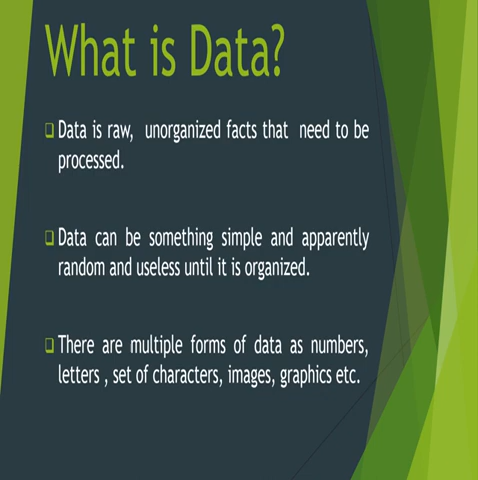 What is Data?
Data is raw, unorganized facts that need to be
processed.
Data can be something simple and apparently
random and useless until it is organized.
There are multiple forms of data as numbers,
letters , set of characters, images, graphics etc.